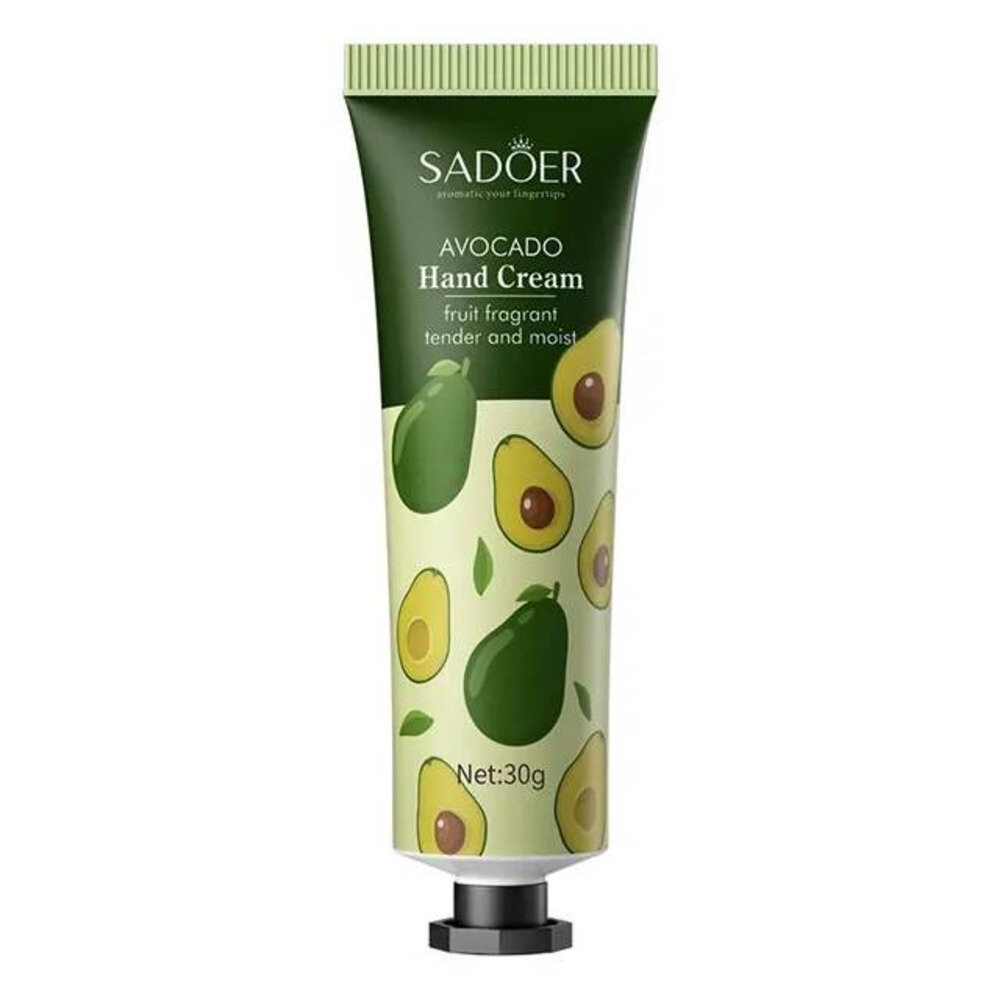 SADOER
aromatic your fingertips
AVOCADO
Hand Cream
fruit fragrant
tender and moist
Net:30g